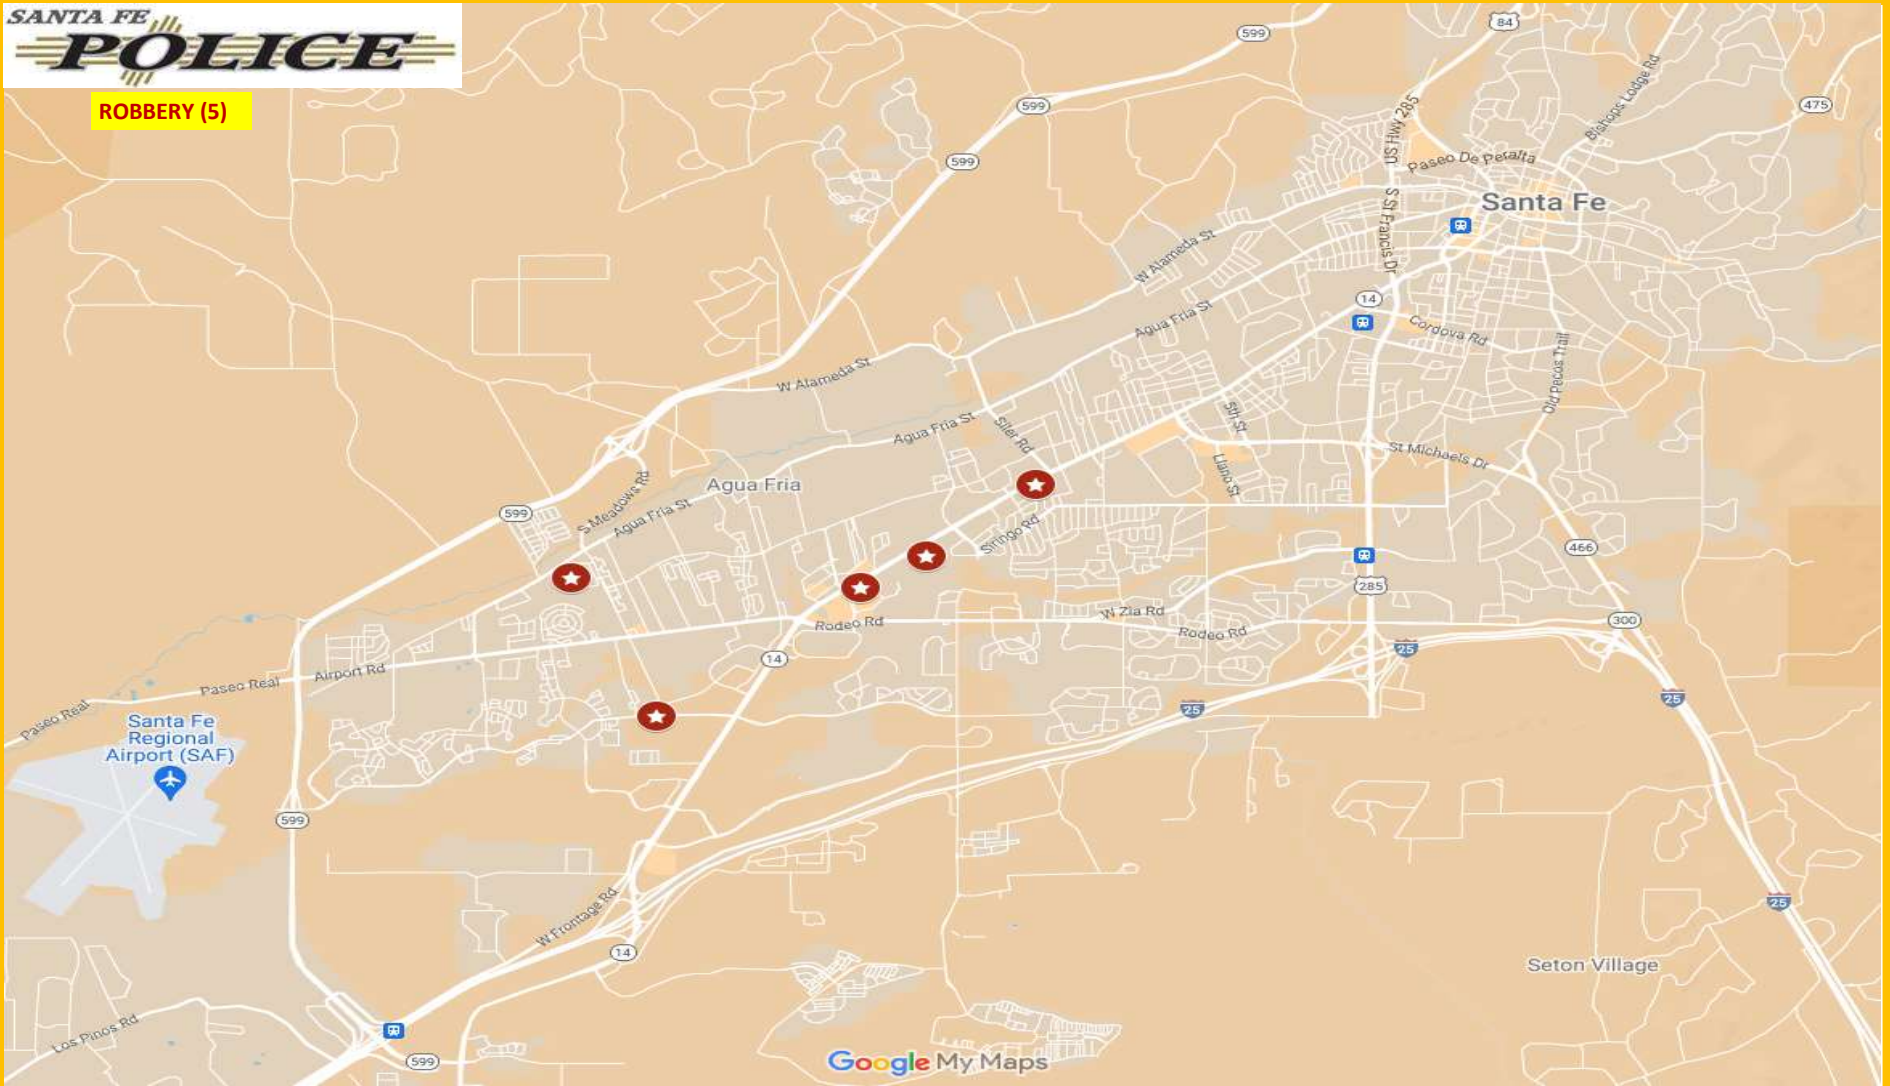 SANTA FE
POLICE
ROBBERY (5)
84
599
599
475
599
Bishops Lodge Rd
US Hwy 285
Paseo De Peralta
Santa Fe
S St Francis Dr
W Alameda St
14
Agua Fria St
Cordova Rd
Old Pecos Trail
W Alameda St
5th St
Agua Fria St
Siler Rd
St Michaels Dr
Llano St
Agua Fria
S Meadows Rd
599
Agua Fria St
Siringo Rd
466
285
W Zia Rd
Rodeo Rd
Rodeo Rd
300
25
14
Airport Rd
Paseo Real
Paseo Real
25
25
Santa Fe
Regional
Airport (SAF)
599
W Frontage Rd
25
14
Seton Village
Los Pinos Rd
599
Google My Maps